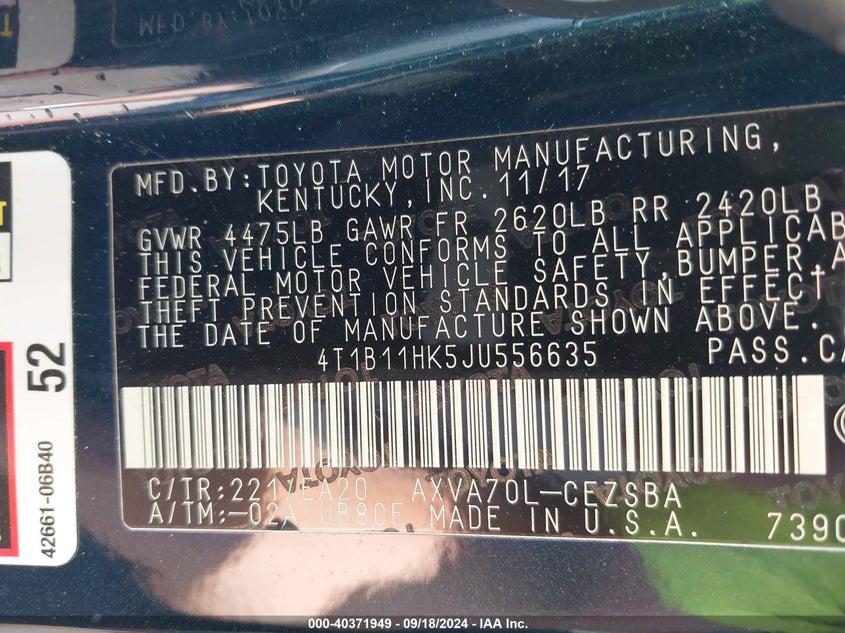 MFD.BY:TOYOTA MOTOR MANUFACTURING,
KENTUCKY,INC. 11/17
GVWR 4475LB GAWR FR 2620LB RR 2420LB
THIS VEHICLE CONFORMS TO ALL APPLICAB
FEDERAL MOTOR VEHICLE SAFETY,BUMPER,A
THEFT PREVENTION STANDARDS IN EFFECT
THE DATE OF MANUFACTURE SHOWN ABOVE.
4T1B11HK5JU556635 PASS.CA
C/TR: AXVA70L-CEZSBA
A/TM:-02A/UB80E MADE IN U.S.A. 7390
52
42661-06B40
000-40371949 - 09/18/2024 - IAA Inc.